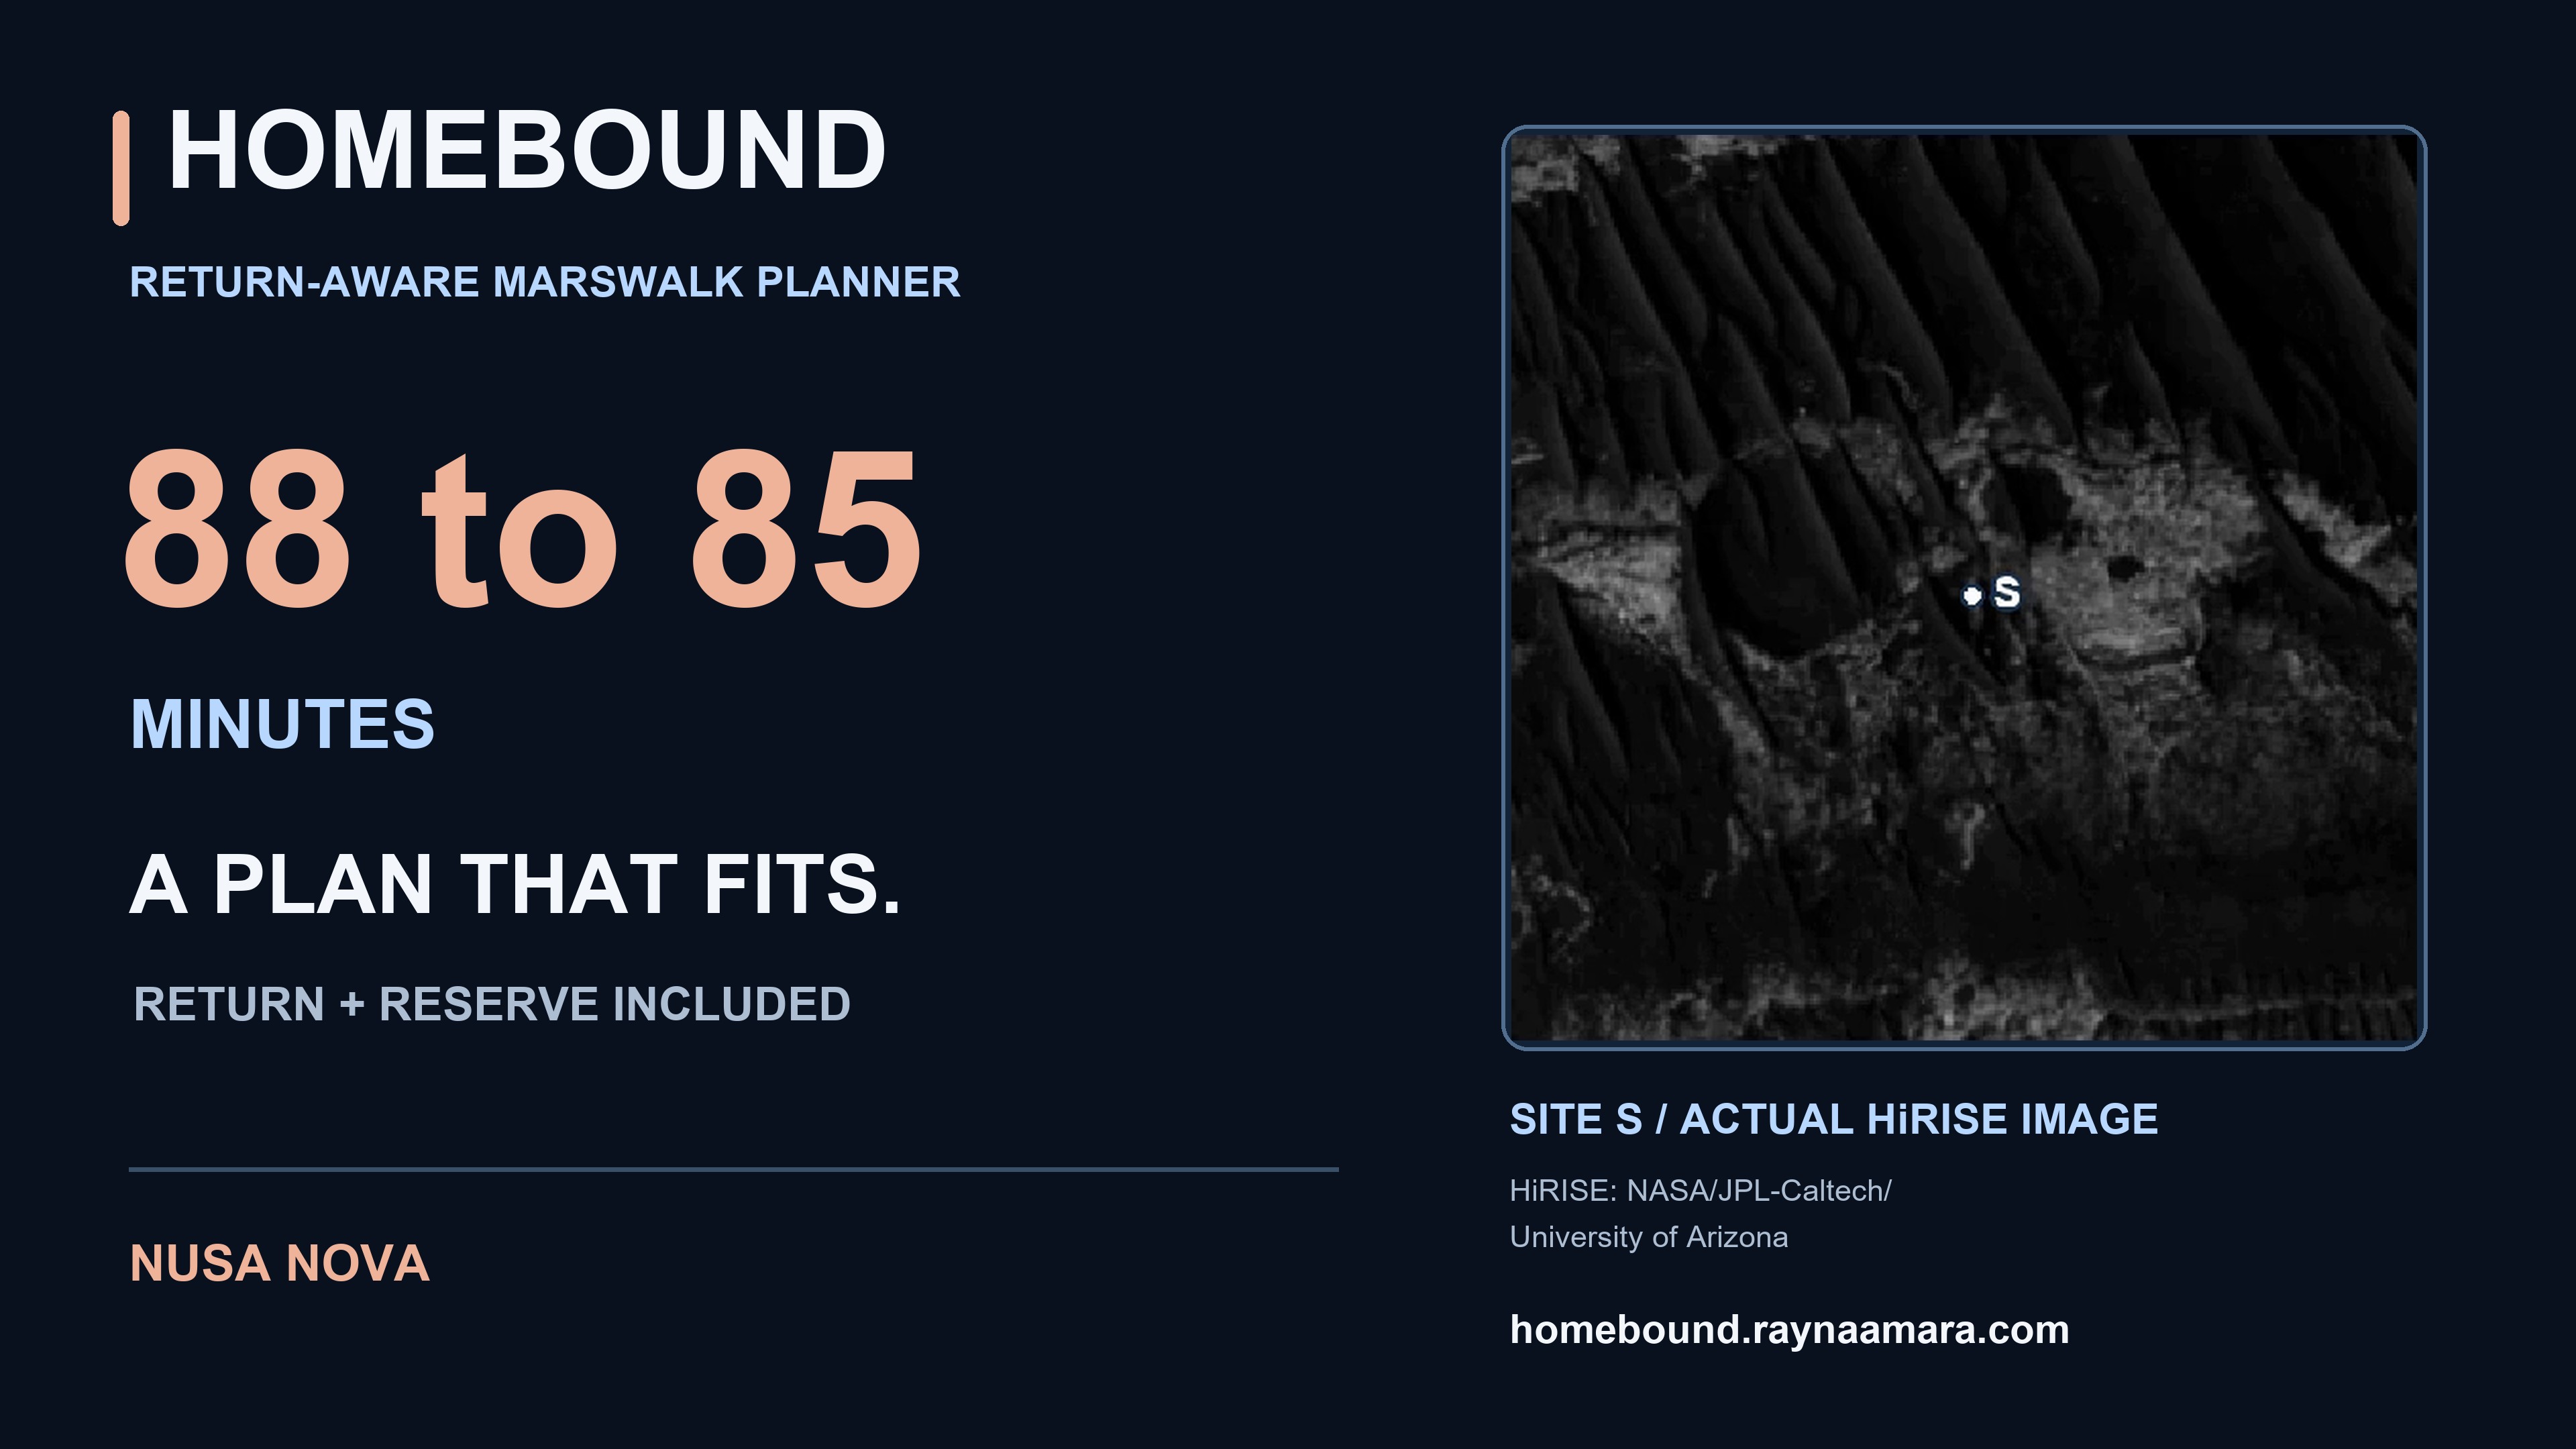 HOMEBOUND
RETURN-AWARE MARSWALK PLANNER
88 to 85
MINUTES
A PLAN THAT FITS.
RETURN + RESERVE INCLUDED
NUSA NOVA
S
SITE S / ACTUAL HiRISE IMAGE
HiRISE: NASA/JPL-Caltech/
University of Arizona
homebound.raynaamara.com